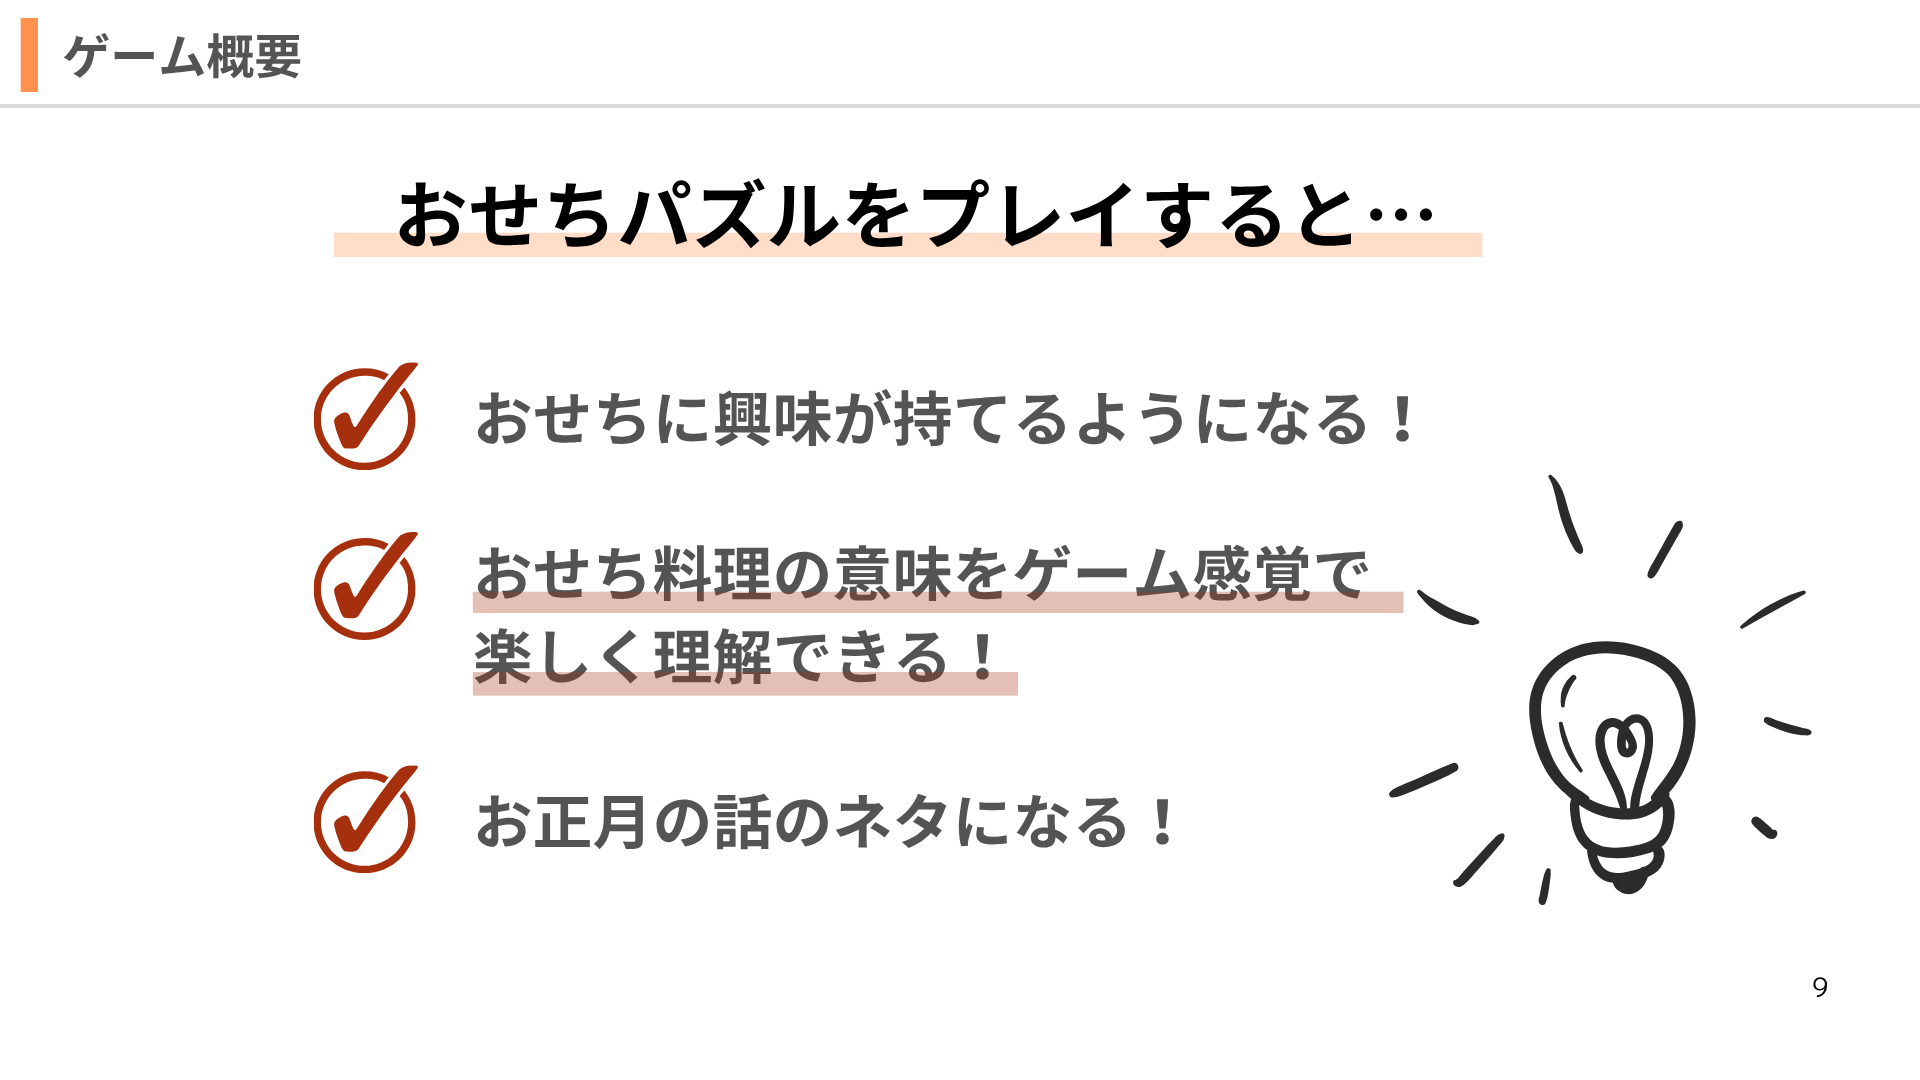 ゲーム概要
おせちパズルをプレイすると…
おせちに興味が持てるようになる！
おせち料理の意味をゲーム感覚で
楽しく理解できる！
お正月の話のネタになる！
9